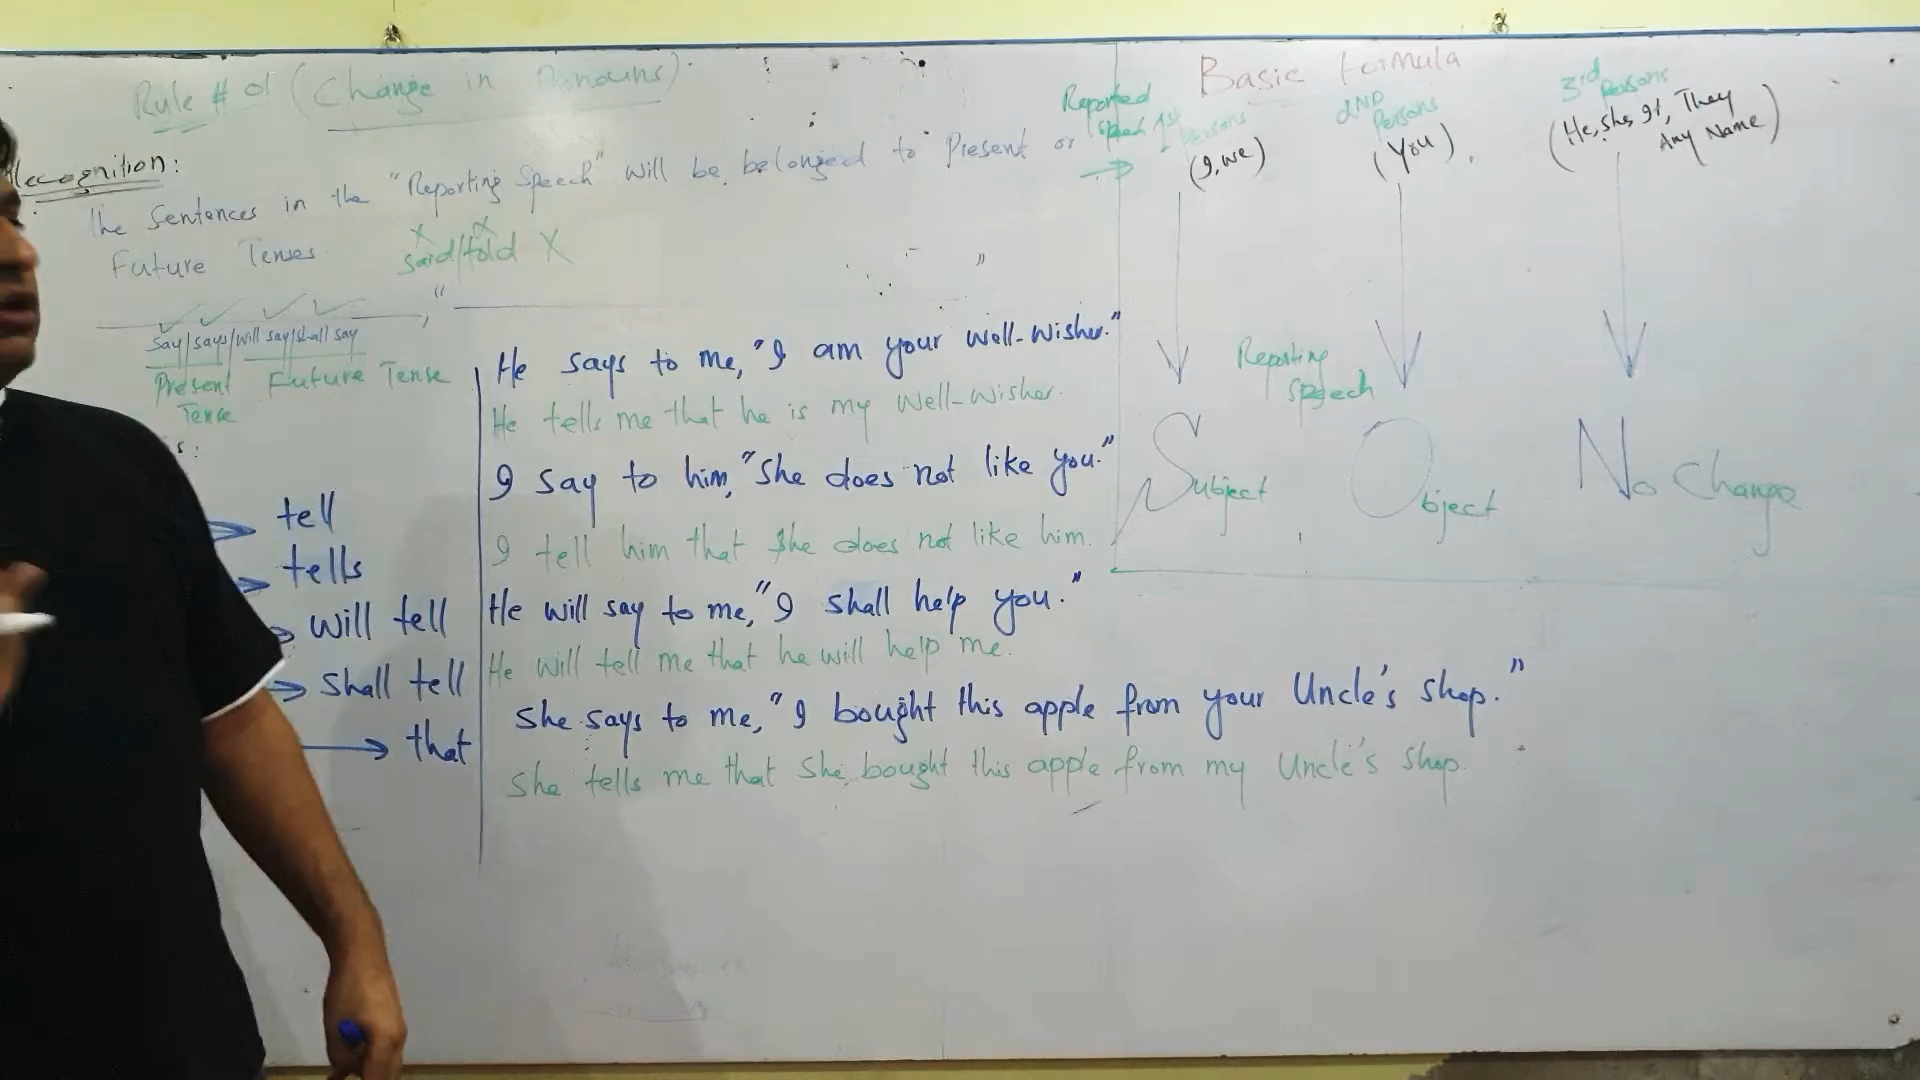 Rule # 01 (Change in Pronouns).
Recognition:
The Sentences in the "Reporting Speech" will be belonged to Present or
Future Tenses.
X X
said/told X
," "
Say/says/will say/shall say
Present Future Tense
Tense
s:
tell
tells
will tell
shall tell
that
He says to me, "I am your well-wisher."
He tells me that he is my well-wisher.
I say to him, "She does not like you."
I tell him that she does not like him.
He will say to me, "I shall help you."
He will tell me that he will help me.
She says to me, "I bought this apple from your Uncle's shop."
She tells me that she bought this apple from my Uncle's shop.
Basic Formula
Reported Speech
1st Persons
(I, we)
2ND Persons
(You).
3rd Persons
(He, she, It, They
Any Name)
Reporting
Speech
Subject
Object
No Change